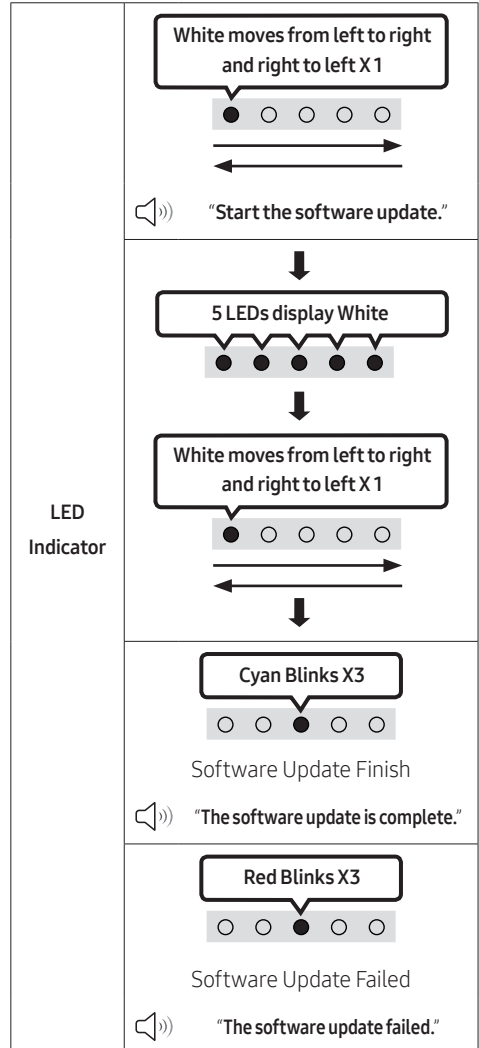 White moves from left to right
and right to left X 1
“Start the software update.”
5 LEDs display White
White moves from left to right
and right to left X 1
LED
Indicator
Cyan Blinks X3
Software Update Finish
“The software update is complete.”
Red Blinks X3
Software Update Failed
“The software update failed.”